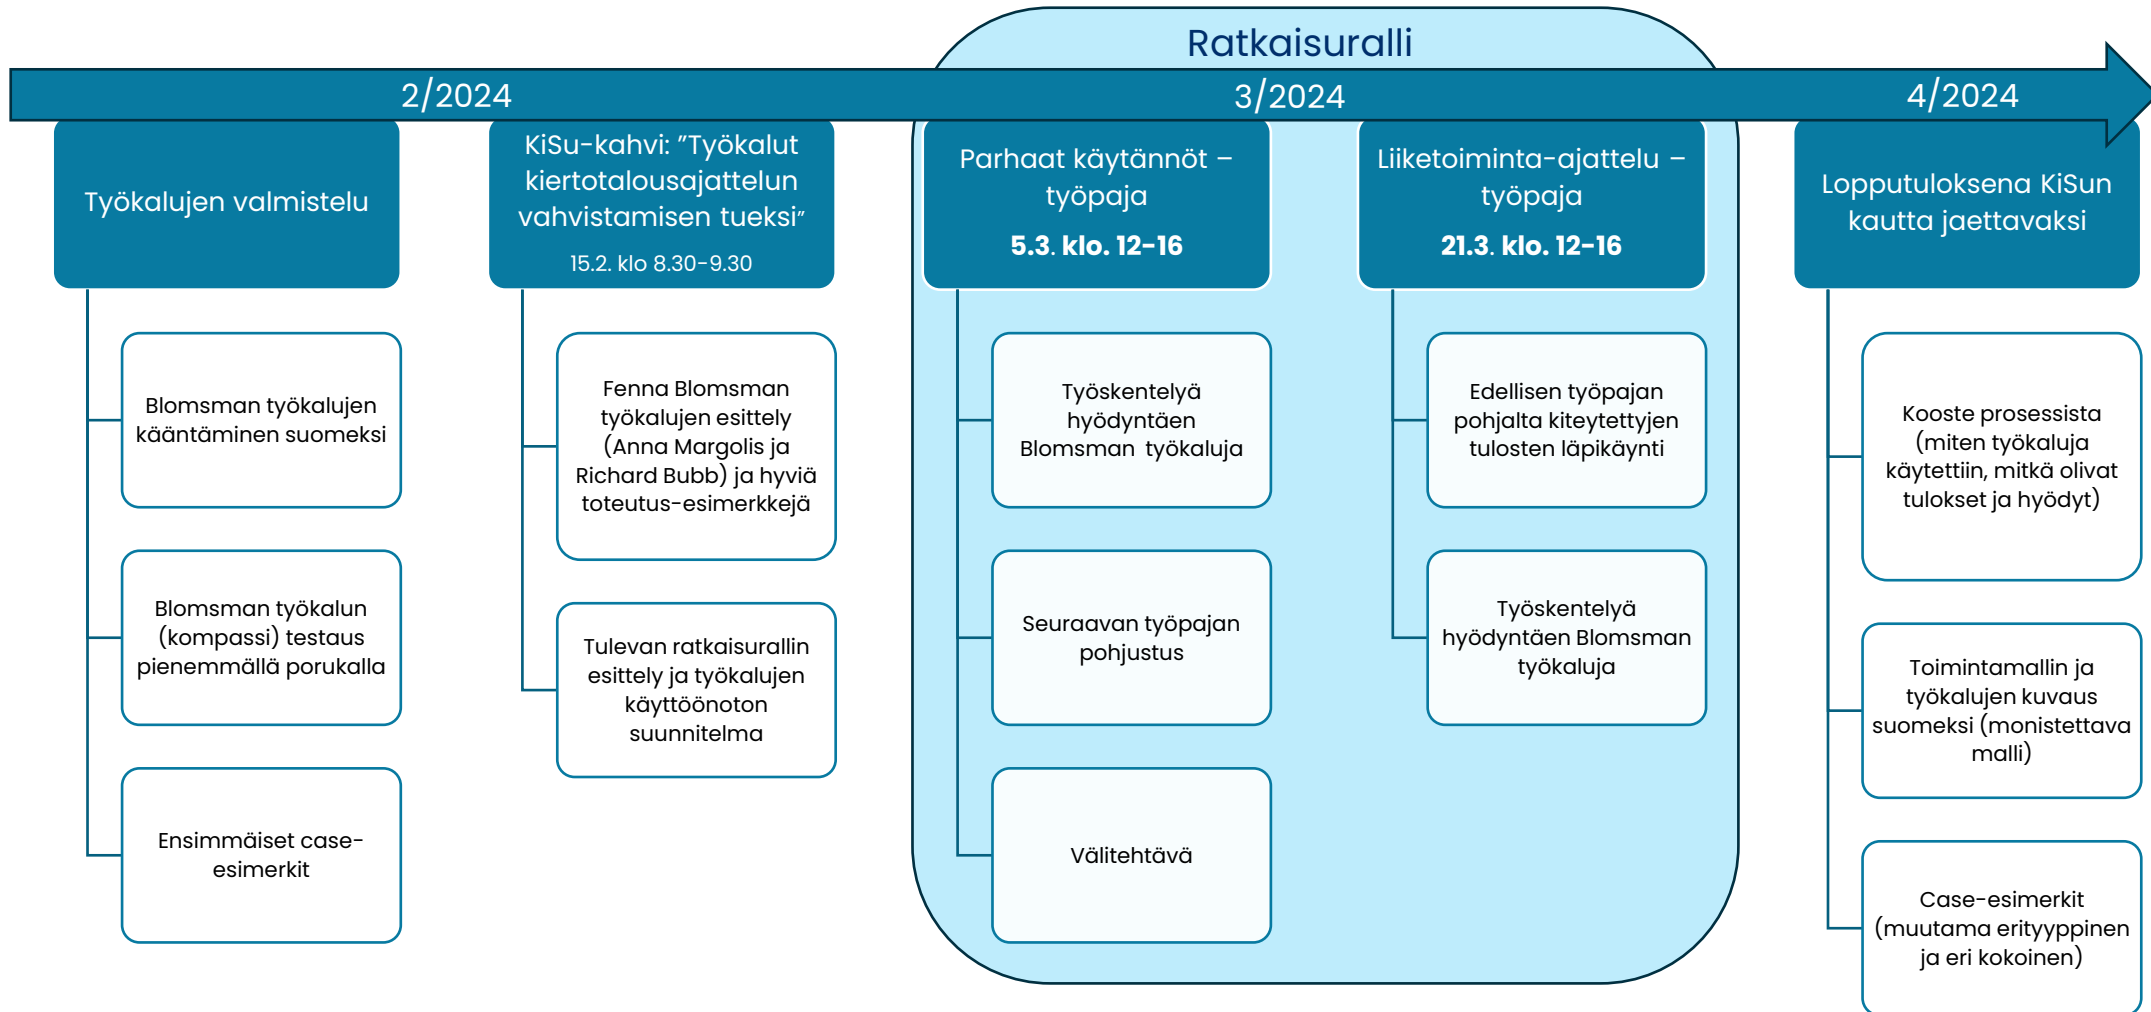 Ratkaisuralli
2/2024
3/2024
4/2024
Työkalujen valmistelu
Blomsman työkalujen
kääntäminen suomeksi
Blomsman työkalun
(kompassi) testaus
pienemmällä porukalla
Ensimmäiset case-
esimerkit
KiSu-kahvi: ”Työkalut
kiertotalousajattelun
vahvistamisen tueksi”
15.2. klo 8.30-9.30
Fenna Blomsman
työkalujen esittely
(Anna Margolis ja
Richard Bubb) ja hyviä
toteutus-esimerkkejä
Tulevan ratkaisurallin
esittely ja työkalujen
käyttöönoton
suunnitelma
Parhaat käytännöt –
työpaja
5.3. klo. 12-16
Työskentelyä
hyödyntäen
Blomsman  työkaluja
Seuraavan työpajan
pohjustus
Välitehtävä
Liiketoiminta-ajattelu –
työpaja
21.3. klo. 12-16
Edellisen työpajan
pohjalta kiteytettyjen
tulosten läpikäynti
Työskentelyä
hyödyntäen Blomsman
työkaluja
Lopputuloksena KiSun
kautta jaettavaksi
Kooste prosessista
(miten työkaluja
käytettiin, mitkä olivat
tulokset ja hyödyt)
Toimintamallin ja
työkalujen kuvaus
suomeksi (monistettava
malli)
Case-esimerkit
(muutama erityyppinen
ja eri kokoinen)